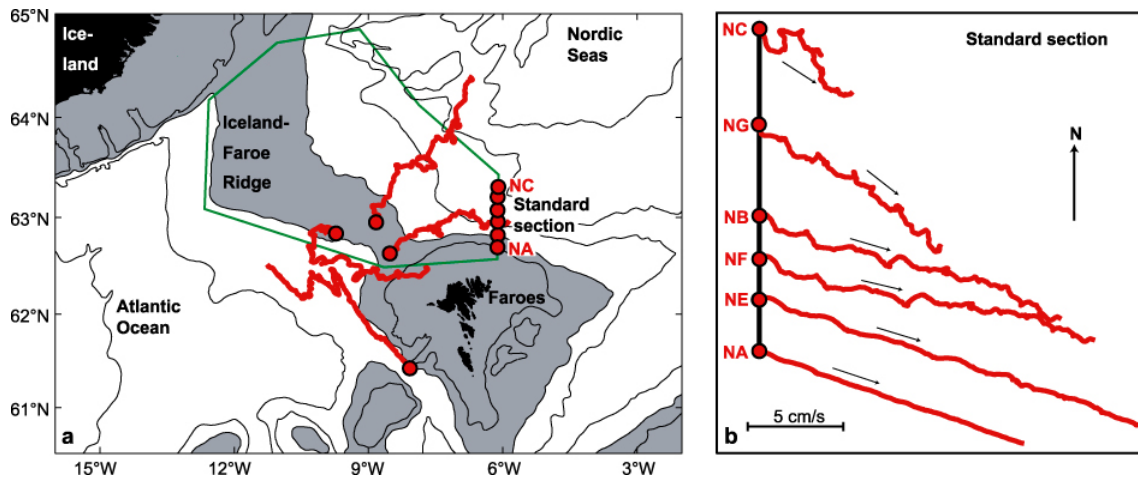 65°N
64°N
63°N
62°N
61°N
Ice-
land
Nordic
Seas
Iceland-
Faroe
Ridge
NC
Standard
section
NA
Atlantic
Ocean
Faroes
a
15°W
12°W
9°W
6°W
3°W
NC
Standard section
NG
N
NB
NF
NE
NA
5 cm/s
b